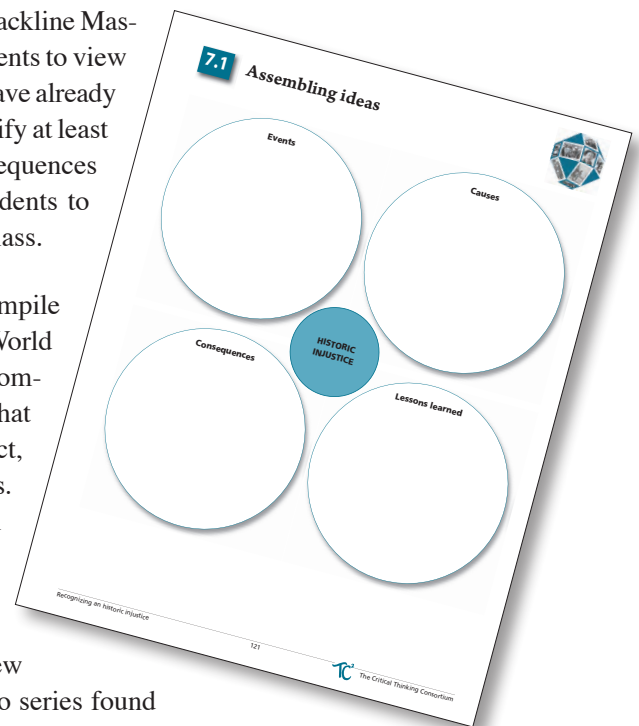 ackline Mas-
ents to view
ave already
ify at least
equences
dents to
lass.
mpile
World
om-
hat
ct,
s.
ew
o series found
7.1 Assembling ideas
Events
Causes
HISTORIC
INJUSTICE
Consequences
Lessons learned
Recognizing an historic injustice
121
TC² The Critical Thinking Consortium